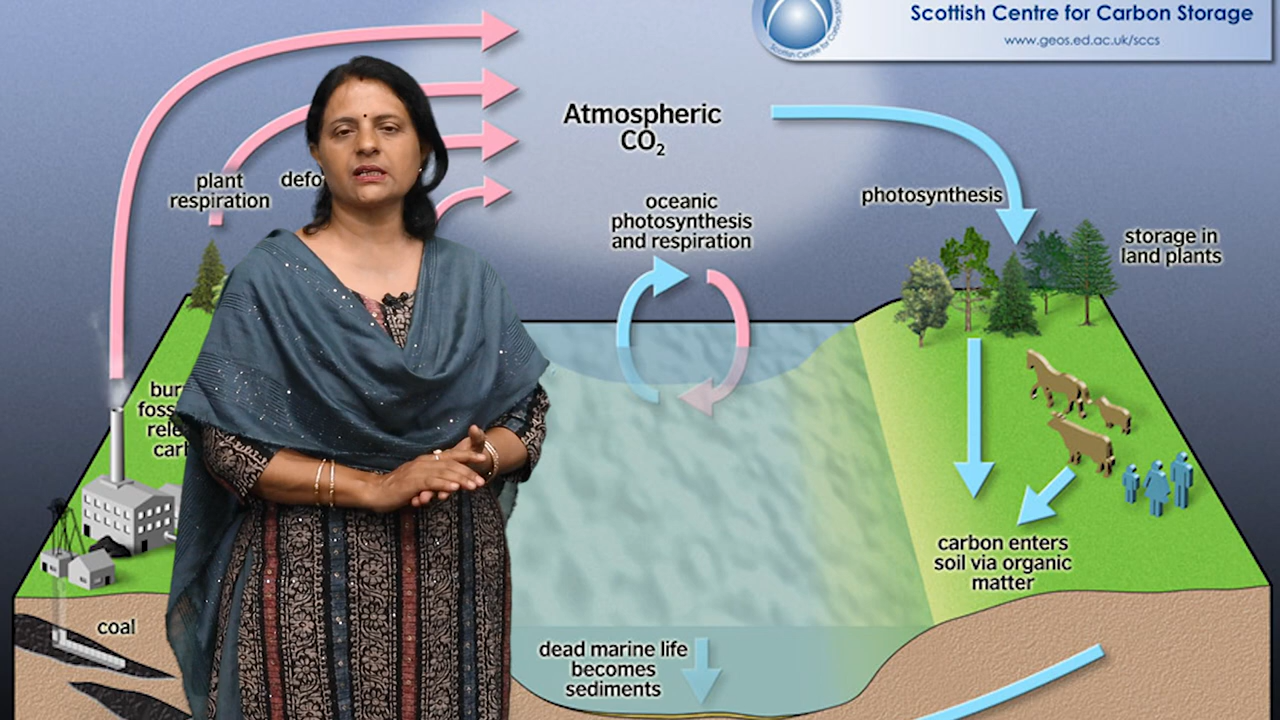 Scottish Centre for Carbon Storage
www.geos.ed.ac.uk/sccs
Atmospheric
CO₂
plant
respiration
photosynthesis
oceanic
photosynthesis
and respiration
storage in
land plants
carbon enters
soil via organic
matter
coal
dead marine life
becomes
sediments